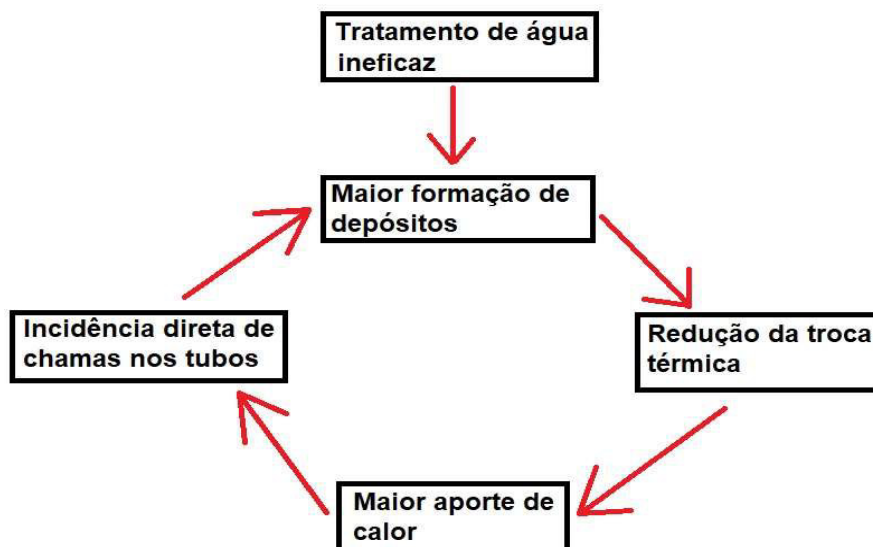 Tratamento de água
ineficaz
Maior formação de
depósitos
Redução da troca
térmica
Maior aporte de
calor
Incidência direta de
chamas nos tubos